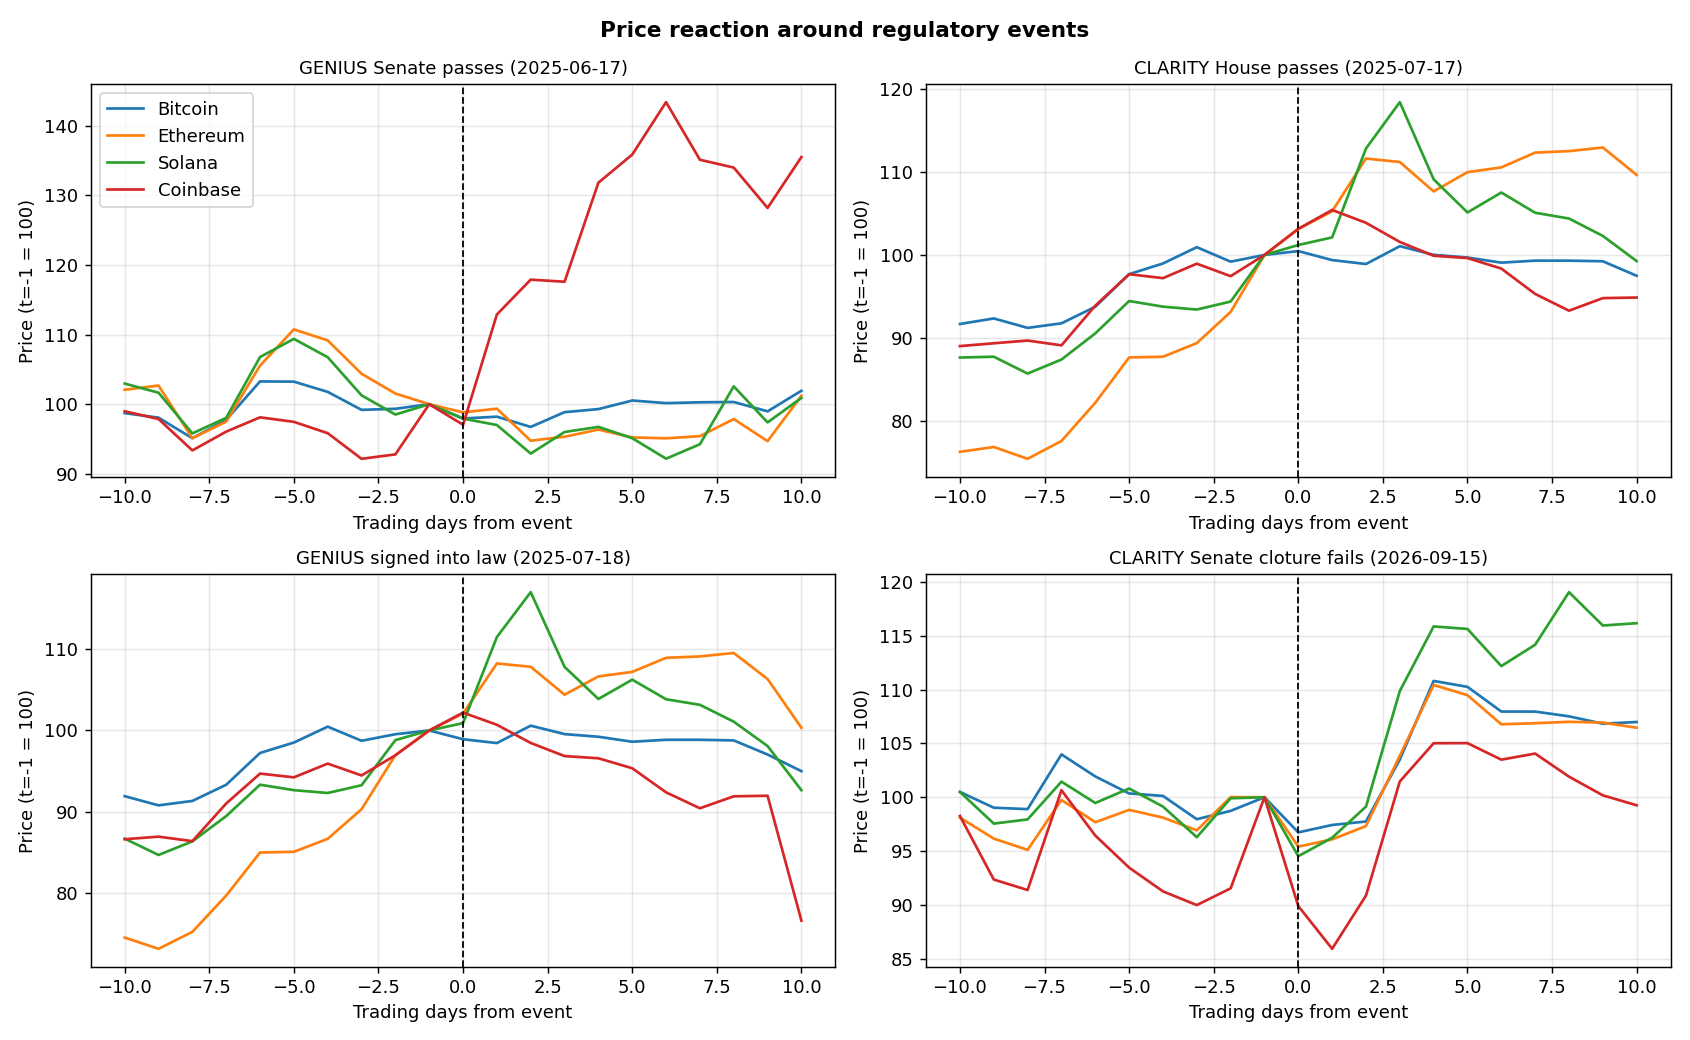 Price reaction around regulatory events
GENIUS Senate passes (2025-06-17)
Price (t=-1 = 100)
140
130
120
110
100
90
Bitcoin
Ethereum
Solana
Coinbase
−10.0 −7.5 −5.0 −2.5 0.0 2.5 5.0 7.5 10.0
Trading days from event
CLARITY House passes (2025-07-17)
Price (t=-1 = 100)
120
110
100
90
80
−10.0 −7.5 −5.0 −2.5 0.0 2.5 5.0 7.5 10.0
Trading days from event
GENIUS signed into law (2025-07-18)
Price (t=-1 = 100)
110
100
90
80
−10.0 −7.5 −5.0 −2.5 0.0 2.5 5.0 7.5 10.0
Trading days from event
CLARITY Senate cloture fails (2026-09-15)
Price (t=-1 = 100)
120
115
110
105
100
95
90
85
−10.0 −7.5 −5.0 −2.5 0.0 2.5 5.0 7.5 10.0
Trading days from event